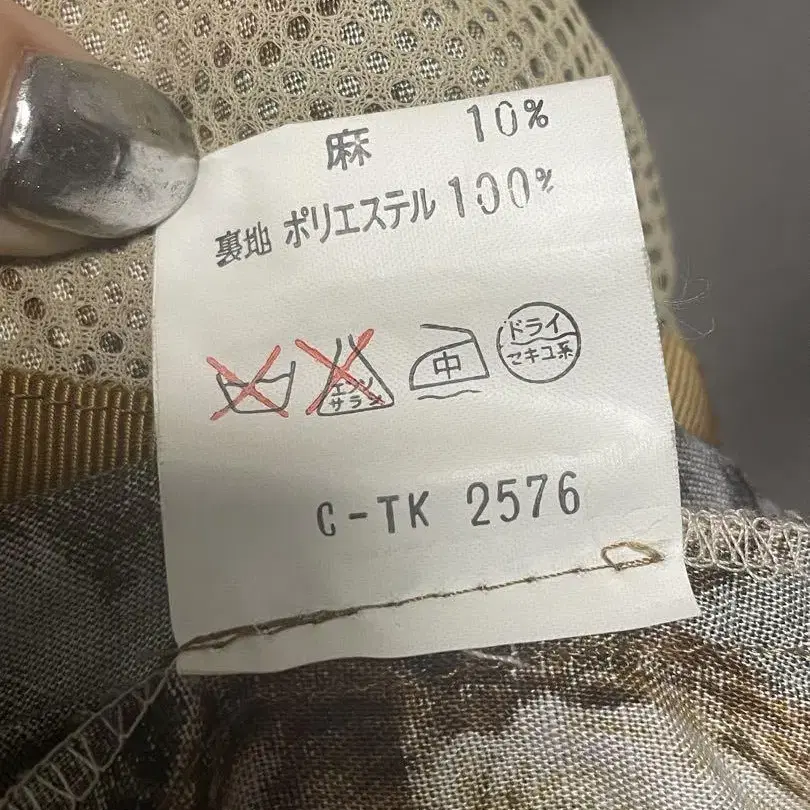 麻 10%
裏地 ポリエステル 100%
エンソ
サラシ
中
ドライ
セキユ系
C-TK 2576